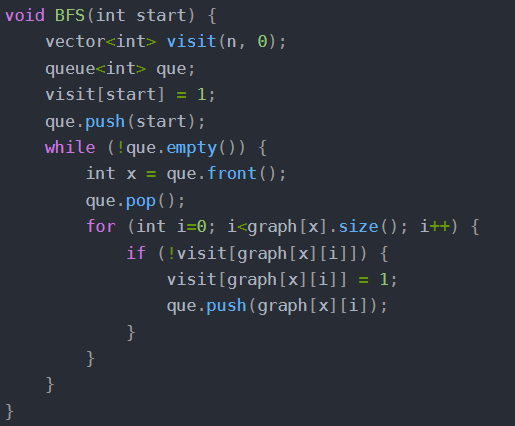 void BFS(int start) {
    vector<int> visit(n, 0);
    queue<int> que;
    visit[start] = 1;
    que.push(start);
    while (!que.empty()) {
        int x = que.front();
        que.pop();
        for (int i=0; i<graph[x].size(); i++) {
            if (!visit[graph[x][i]]) {
                visit[graph[x][i]] = 1;
                que.push(graph[x][i]);
            }
        }
    }
}